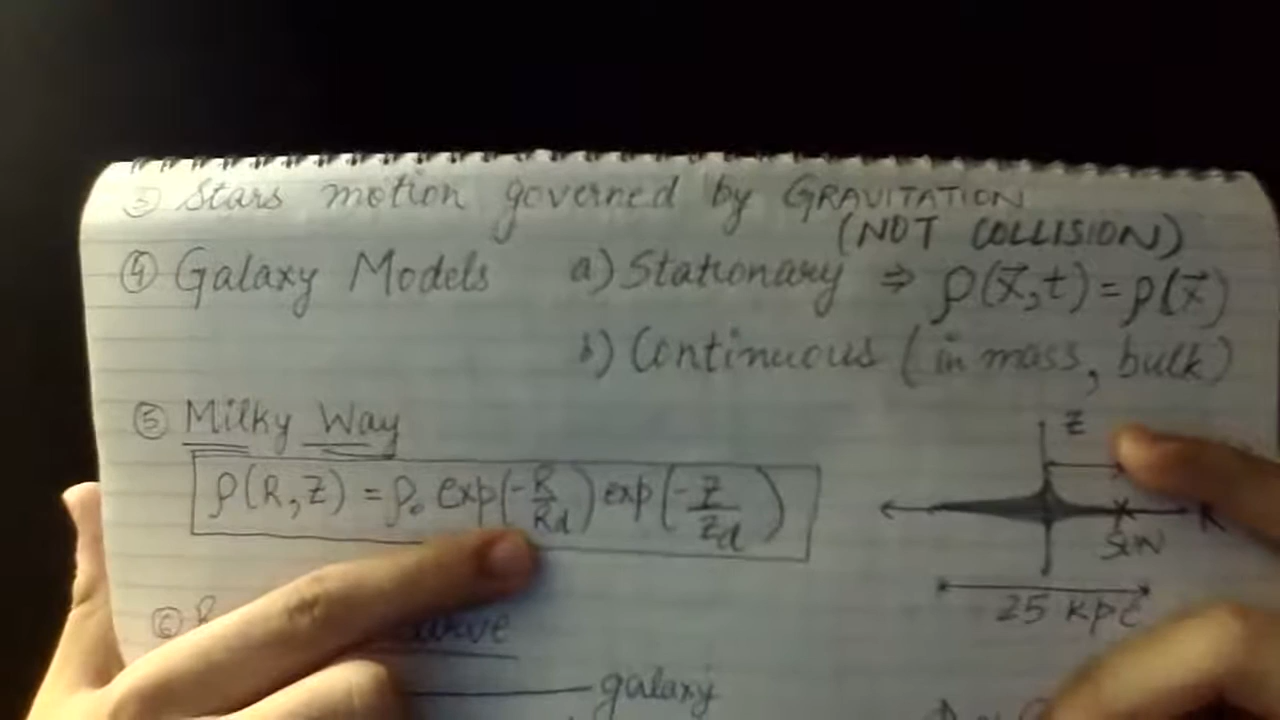 ③ Stars motion governed by GRAVITATION
(NOT COLLISION)
④ Galaxy Models a) Stationary ⇒ ρ(x⃗,t)=ρ(x⃗)
b) Continuous (in mass, bulk)
⑤ Milky Way
ρ(R,Z) = ρ₀ exp(-R/Rd) exp(-Z/Zd)
Z
R
SUN
25 kpc
⑥
galaxy